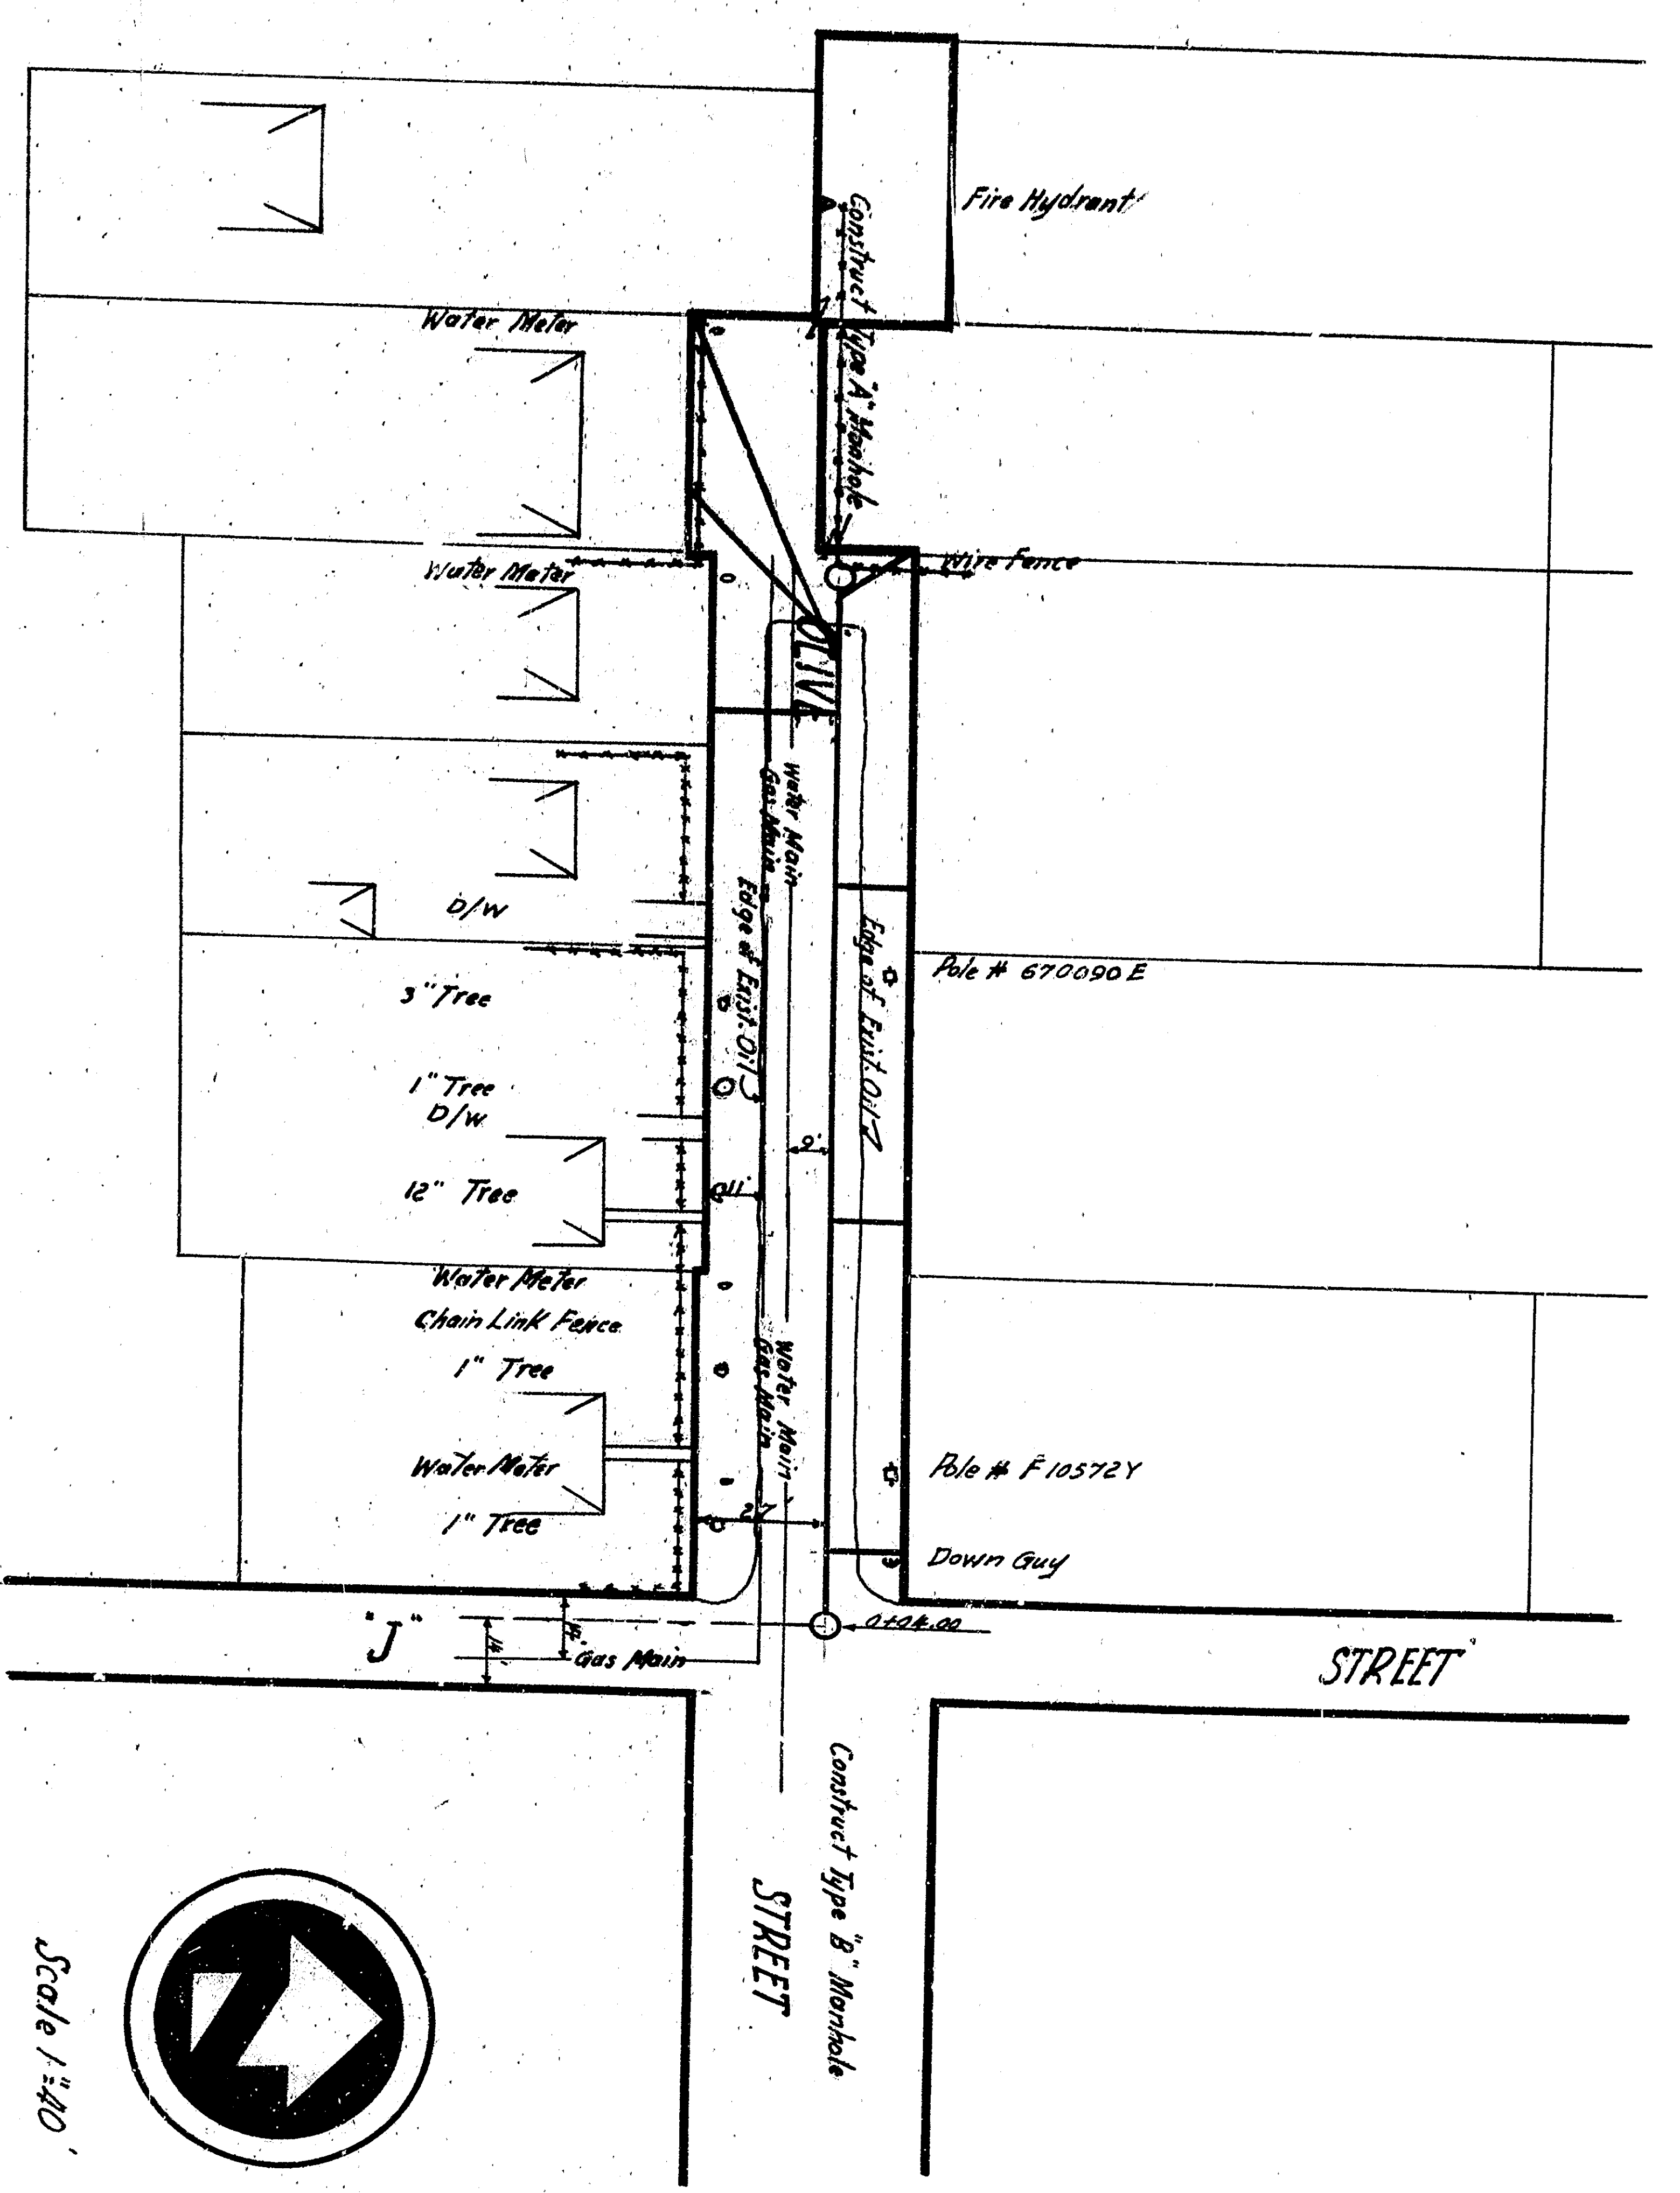 Fire Hydrant
Construct Type "A" Manhole
Water Meter
Wire Fence
Water Meter
OLIVA
Water Main
Gas Main
D/W
Edge of Exist. Oil
Edge of Exist. Oil
Pole # 670090E
3" Tree
1" Tree
D/W
9'
12" Tree
11'
Water Meter
Chain Link Fence
1" Tree
Water Main
Gas Main
Water Meter
Pole # F10572Y
27'
1" Tree
Down Guy
"J"
14'
Gas Main
0+04.00
STREET
Construct Type "B" Manhole
STREET
Scale 1"=40'